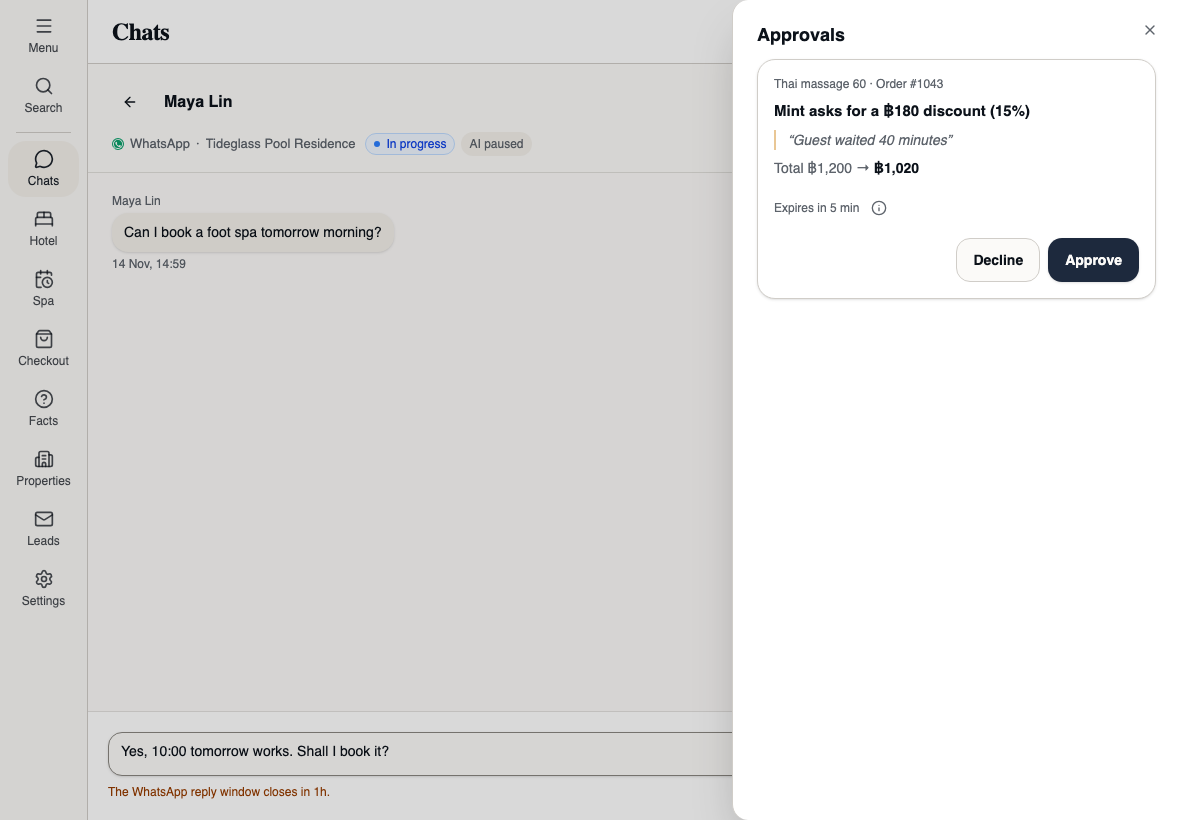 Menu
Search
Chats
Hotel
Spa
Checkout
Facts
Properties
Leads
Settings
Chats
Maya Lin
WhatsApp · Tideglass Pool Residence In progress AI paused
Maya Lin
Can I book a foot spa tomorrow morning?
14 Nov, 14:59
Yes, 10:00 tomorrow works. Shall I book it?
The WhatsApp reply window closes in 1h.
Approvals
Thai massage 60 · Order #1043
Mint asks for a ฿180 discount (15%)
“Guest waited 40 minutes”
Total ฿1,200 → ฿1,020
Expires in 5 min
Decline Approve